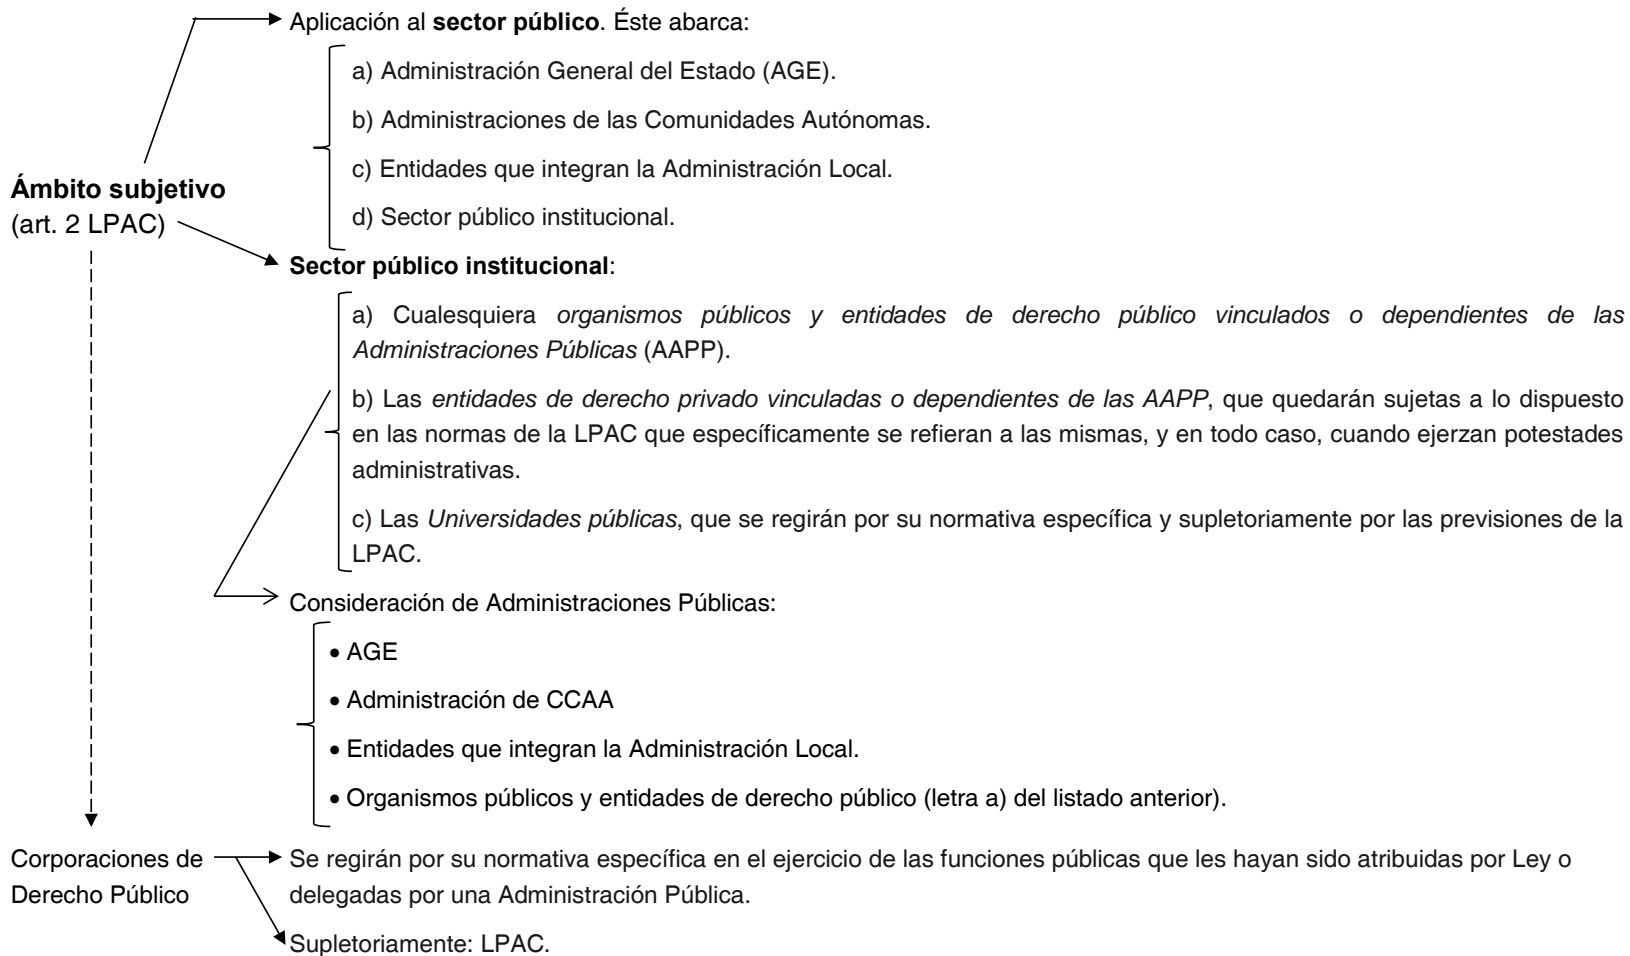 Aplicación al sector público. Éste abarca:
a) Administración General del Estado (AGE).
b) Administraciones de las Comunidades Autónomas.
c) Entidades que integran la Administración Local.
d) Sector público institucional.
Ámbito subjetivo
(art. 2 LPAC)
Sector público institucional:
a) Cualesquiera organismos públicos y entidades de derecho público vinculados o dependientes de las
Administraciones Públicas (AAPP).
b) Las entidades de derecho privado vinculadas o dependientes de las AAPP, que quedarán sujetas a lo dispuesto
en las normas de la LPAC que específicamente se refieran a las mismas, y en todo caso, cuando ejerzan potestades
administrativas.
c) Las Universidades públicas, que se regirán por su normativa específica y supletoriamente por las previsiones de la
LPAC.
Consideración de Administraciones Públicas:
• AGE
• Administración de CCAA
• Entidades que integran la Administración Local.
• Organismos públicos y entidades de derecho público (letra a) del listado anterior).
Corporaciones de
Derecho Público
Se regirán por su normativa específica en el ejercicio de las funciones públicas que les hayan sido atribuidas por Ley o
delegadas por una Administración Pública.
Supletoriamente: LPAC.